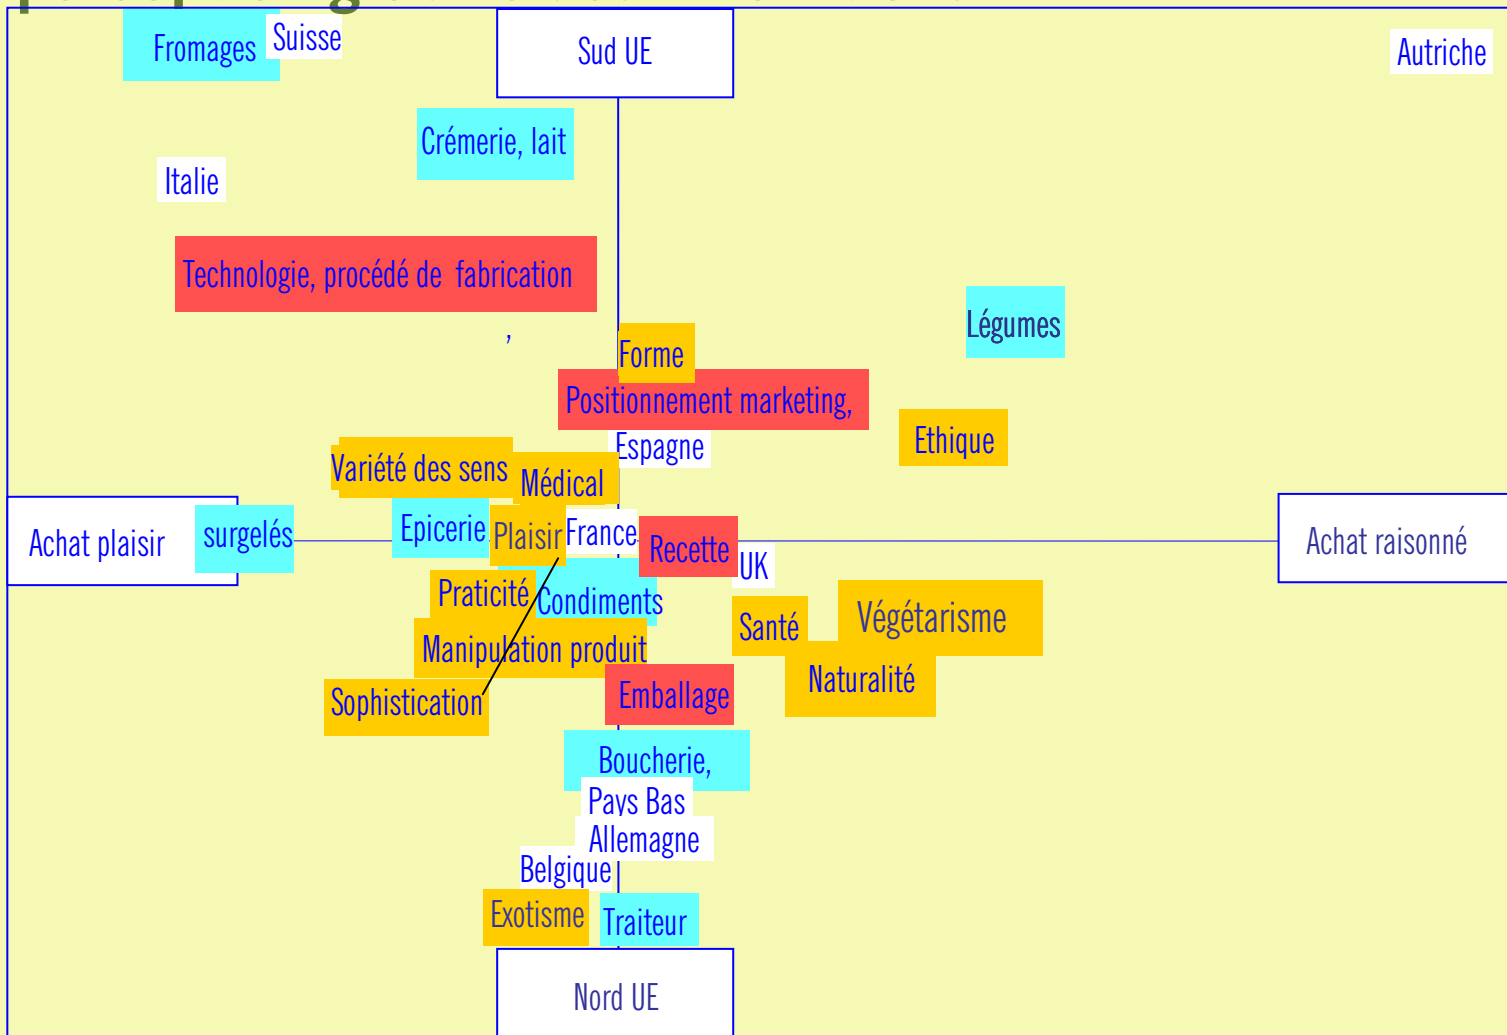 Fromages
Suisse
Sud UE
Autriche
Crémerie, lait
Italie
Technologie, procédé de fabrication
,
Légumes
Forme
Positionnement marketing,
Ethique
Espagne
Variété des sens
Médical
Achat plaisir
surgelés
Epicerie
Plaisir
France
Recette
UK
Achat raisonné
Praticité
Condiments
Santé
Végétarisme
Manipulation produit
Naturalité
Sophistication
Emballage
Boucherie,
Pays Bas
Allemagne
Belgique
Exotisme
Traiteur
Nord UE